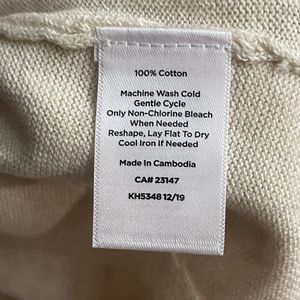 100% Cotton
Machine Wash Cold
Gentle Cycle
Only Non-Chlorine Bleach
When Needed
Reshape, Lay Flat To Dry
Cool Iron If Needed
Made In Cambodia
CA# 23147
KH5348 12/19